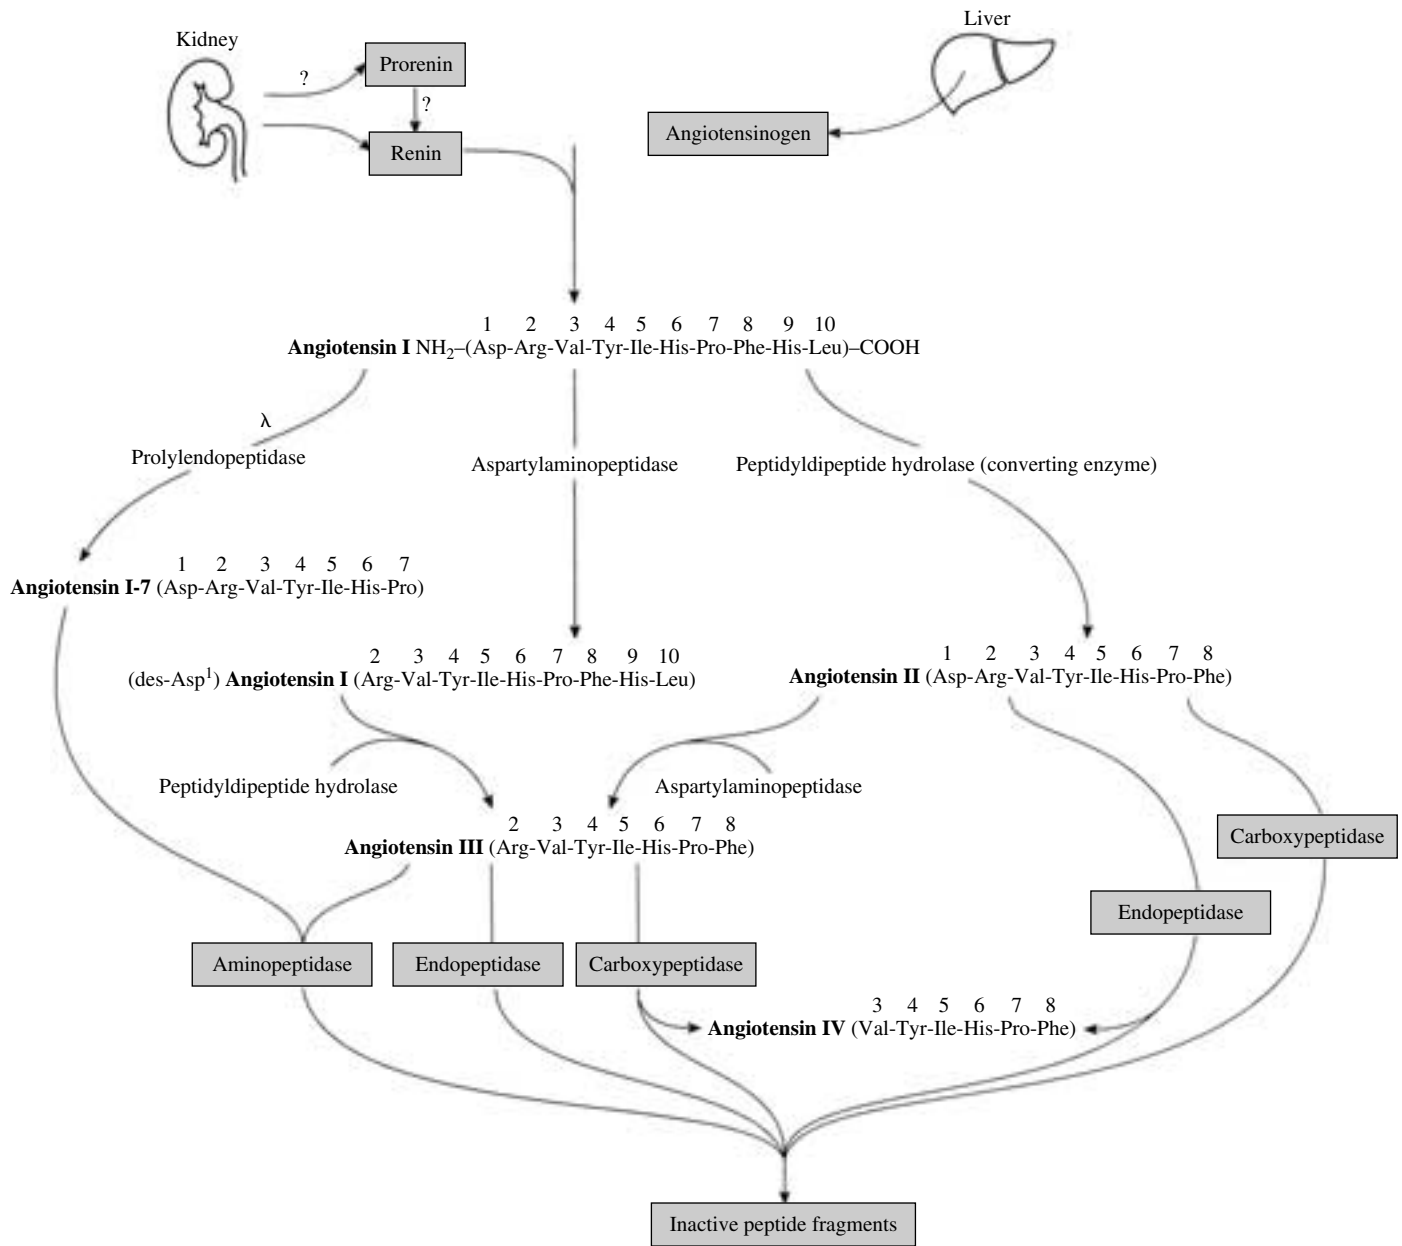 Liver
Kidney
Prorenin
?
?
Angiotensinogen
Renin
1 2 3 4 5 6 7 8 9 10
Angiotensin I NH2–(Asp-Arg-Val-Tyr-Ile-His-Pro-Phe-His-Leu)–COOH
λ
Prolylendopeptidase
Aspartylaminopeptidase
Peptidyldipeptide hydrolase (converting enzyme)
1 2 3 4 5 6 7
Angiotensin I-7 (Asp-Arg-Val-Tyr-Ile-His-Pro)
2 3 4 5 6 7 8 9 10
(des-Asp1) Angiotensin I (Arg-Val-Tyr-Ile-His-Pro-Phe-His-Leu)
1 2 3 4 5 6 7 8
Angiotensin II (Asp-Arg-Val-Tyr-Ile-His-Pro-Phe)
Peptidyldipeptide hydrolase
Aspartylaminopeptidase
2 3 4 5 6 7 8
Angiotensin III (Arg-Val-Tyr-Ile-His-Pro-Phe)
Carboxypeptidase
Endopeptidase
Aminopeptidase
Endopeptidase
Carboxypeptidase
3 4 5 6 7 8
Angiotensin IV (Val-Tyr-Ile-His-Pro-Phe)
Inactive peptide fragments